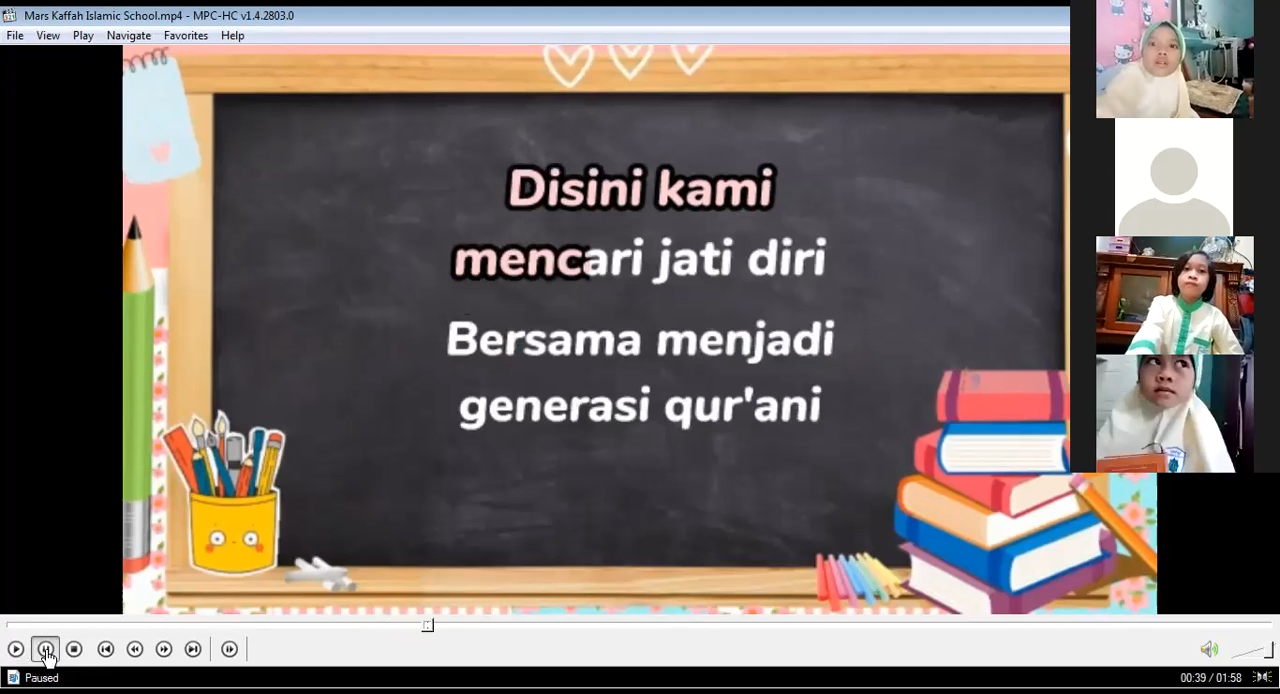 Mars Kaffah Islamic School.mp4 - MPC-HC v1.4.2803.0
File View Play Navigate Favorites Help
Disini kami
mencari jati diri
Bersama menjadi
generasi qur'ani
Paused
00:39 / 01:58